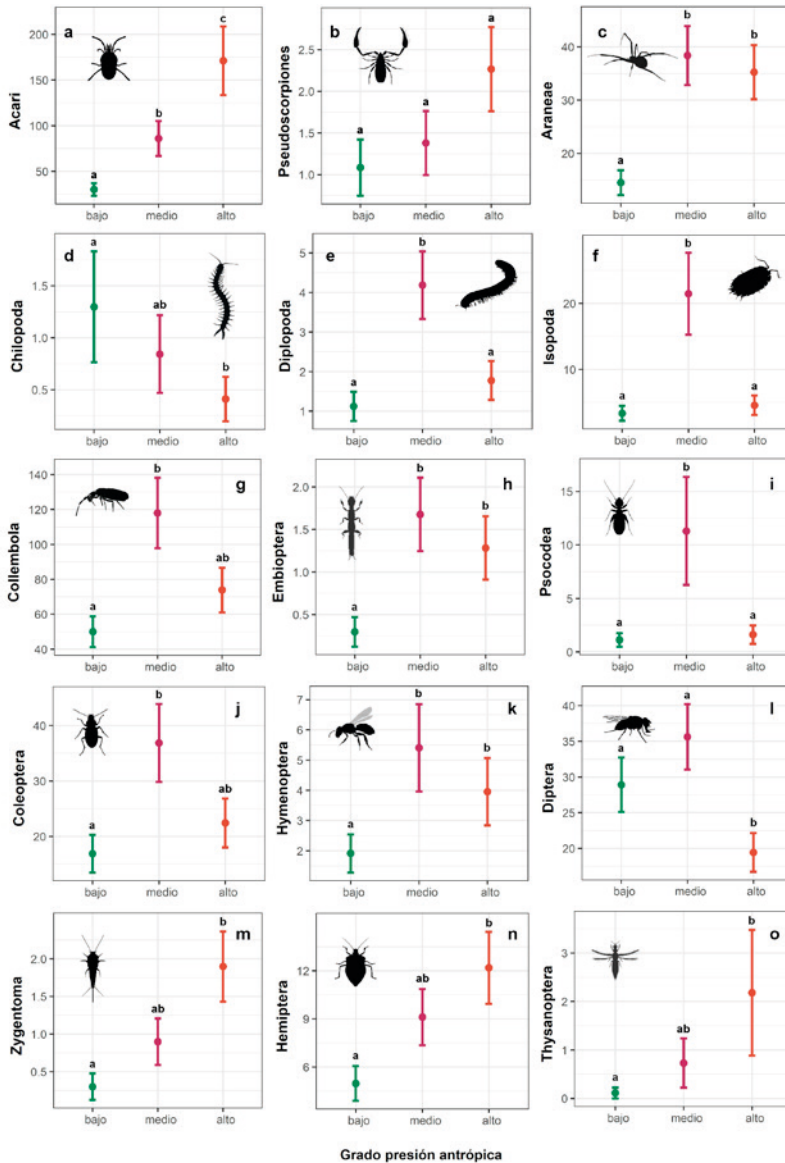 a
Acari
200
150
100
50
a
b
c
bajo
medio
alto
b
Pseudoscorpiones
2.5
2.0
1.5
1.0
a
a
a
bajo
medio
alto
c
Araneae
40
30
20
a
b
b
bajo
medio
alto
d
Chilopoda
1.5
1.0
0.5
a
ab
b
bajo
medio
alto
e
Diplopoda
5
4
3
2
1
a
b
a
bajo
medio
alto
f
Isopoda
20
10
a
b
a
bajo
medio
alto
g
Collembola
140
120
100
80
60
40
a
b
ab
bajo
medio
alto
h
Embioptera
2.0
1.5
1.0
0.5
a
b
b
bajo
medio
alto
i
Psocodea
15
10
5
0
a
b
a
bajo
medio
alto
j
Coleoptera
40
30
20
a
b
ab
bajo
medio
alto
k
Hymenoptera
7
6
5
4
3
2
a
b
b
bajo
medio
alto
l
Diptera
40
35
30
25
20
a
a
b
bajo
medio
alto
m
Zygentoma
2.0
1.5
1.0
0.5
a
ab
b
bajo
medio
alto
n
Hemiptera
12
9
6
a
ab
b
bajo
medio
alto
o
Thysanoptera
3
2
1
0
a
ab
b
bajo
medio
alto
Grado presión antrópica